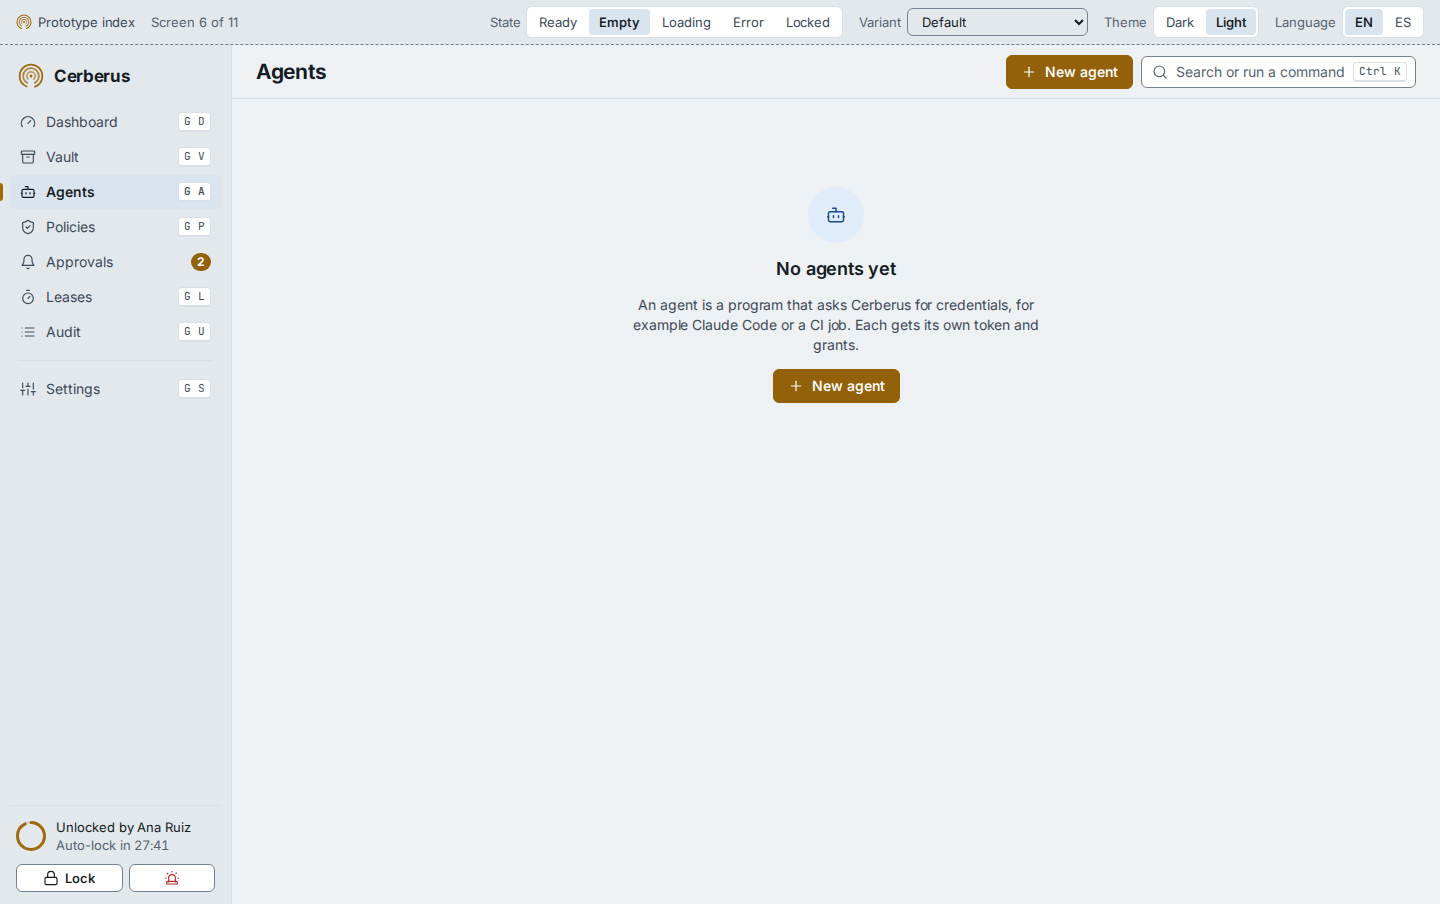 Prototype index Screen 6 of 11 State Ready Empty Loading Error Locked Variant Default Theme Dark Light Language EN ES
Cerberus
Dashboard G D
Vault G V
Agents G A
Policies G P
Approvals 2
Leases G L
Audit G U
Settings G S
Unlocked by Ana Ruiz
Auto-lock in 27:41
Lock
Agents
New agent
Search or run a command Ctrl K
No agents yet
An agent is a program that asks Cerberus for credentials, for
example Claude Code or a CI job. Each gets its own token and
grants.
New agent